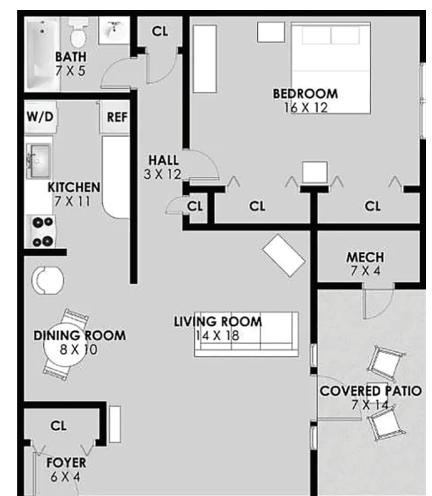 CL
BATH
7 X 5
BEDROOM
16 X 12
W/D
REF
HALL
3 X 12
KITCHEN
7 X 11
CL
CL
CL
MECH
7 X 4
LIVING ROOM
14 X 18
DINING ROOM
8 X 10
COVERED PATIO
7 X 14
CL
FOYER
6 X 4